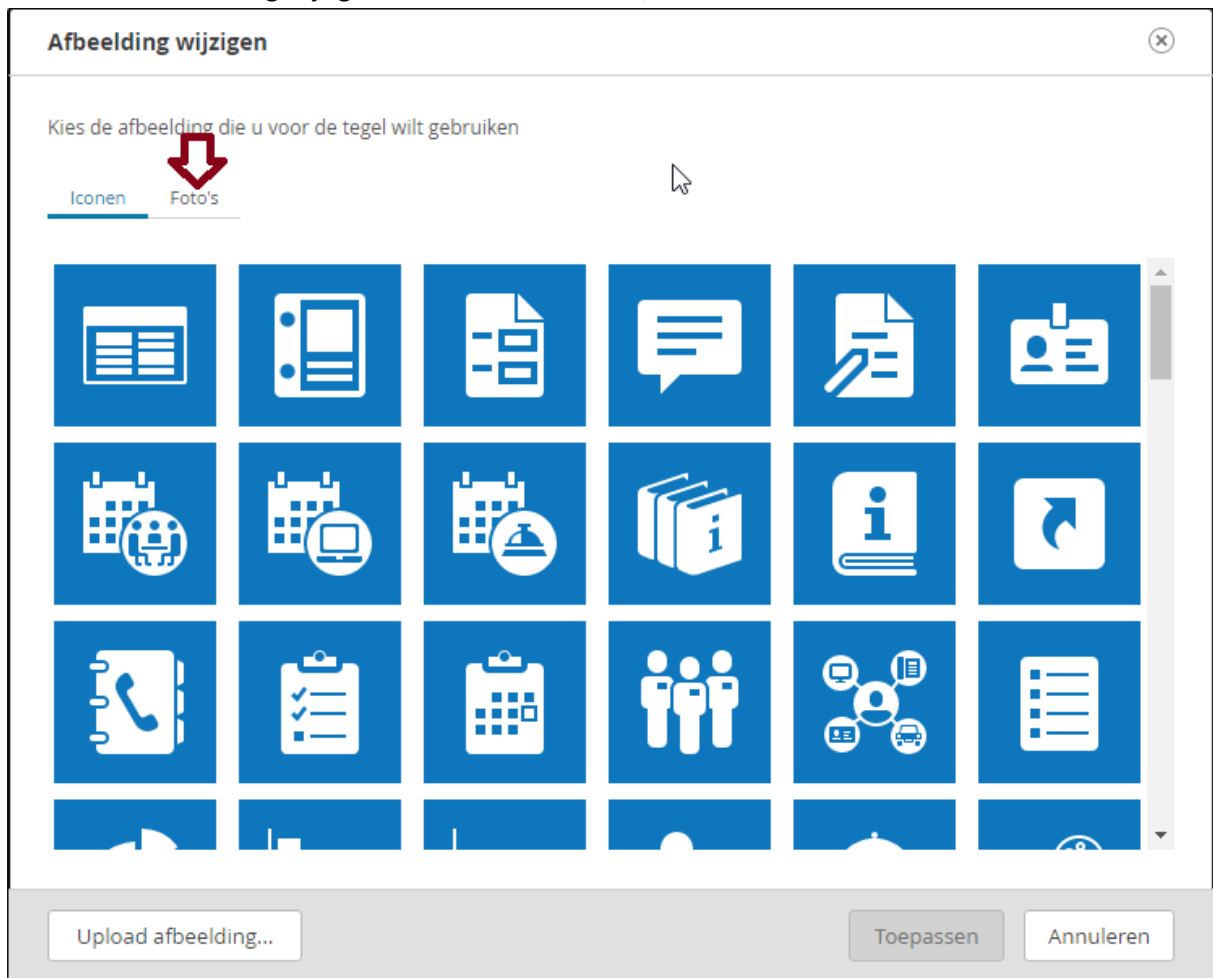 Afbeelding wijzigen
Kies de afbeelding die u voor de tegel wilt gebruiken
Iconen Foto's
Upload afbeelding...
Toepassen Annuleren